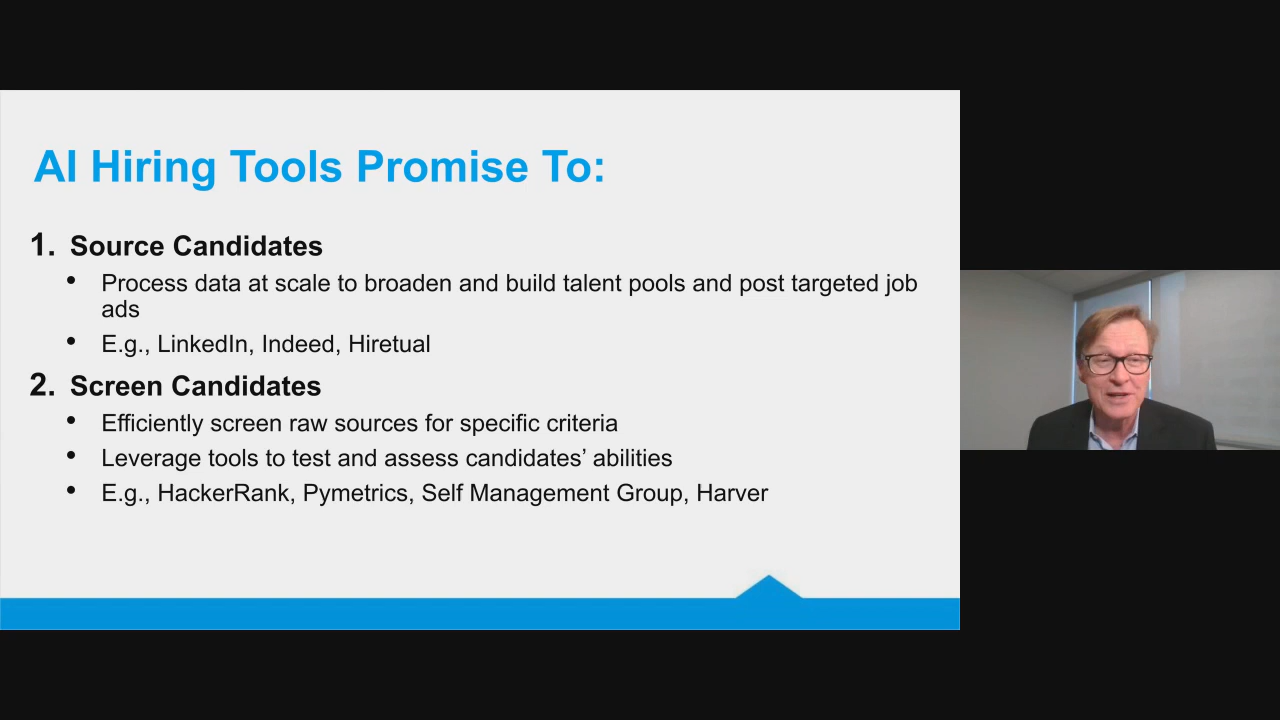 AI Hiring Tools Promise To:
1. Source Candidates
• Process data at scale to broaden and build talent pools and post targeted job
ads
• E.g., LinkedIn, Indeed, Hiretual
2. Screen Candidates
• Efficiently screen raw sources for specific criteria
• Leverage tools to test and assess candidates’ abilities
• E.g., HackerRank, Pymetrics, Self Management Group, Harver